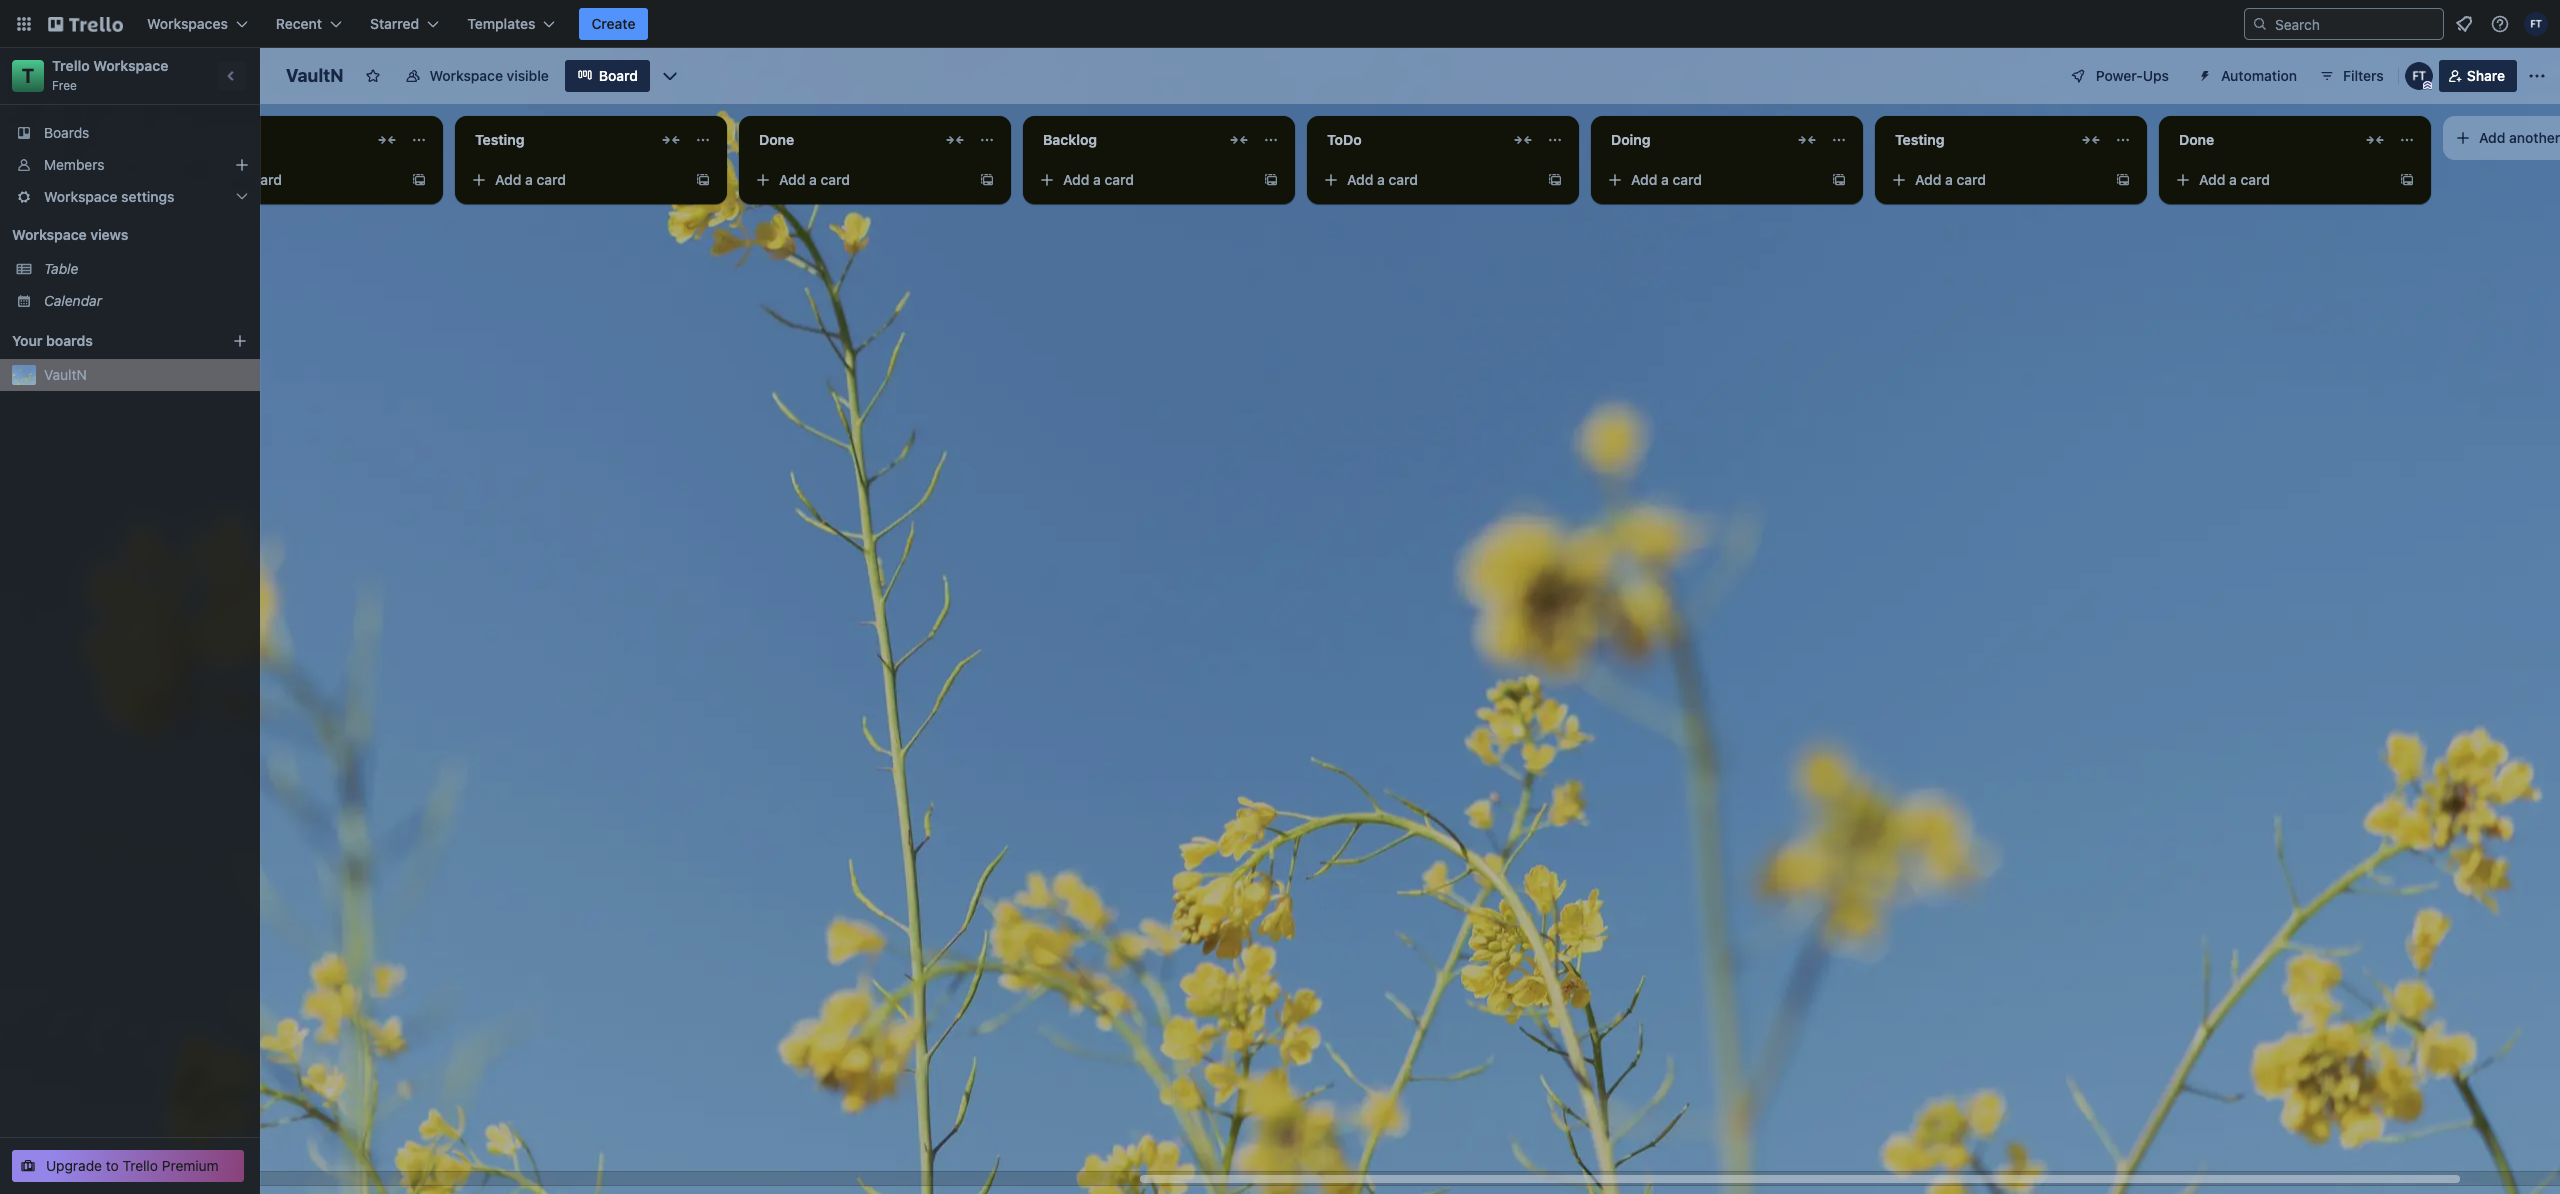 Trello
Workspaces
Recent
Starred
Templates
Create
Search
FT
T
Trello Workspace
Free
VaultN
Workspace visible
Board
Power-Ups
Automation
Filters
FT
Share
Boards
Members
Workspace settings
Workspace views
Table
Calendar
Your boards
VaultN
Upgrade to Trello Premium
ard
Testing
Add a card
Done
Add a card
Backlog
Add a card
ToDo
Add a card
Doing
Add a card
Testing
Add a card
Done
Add a card
Add another